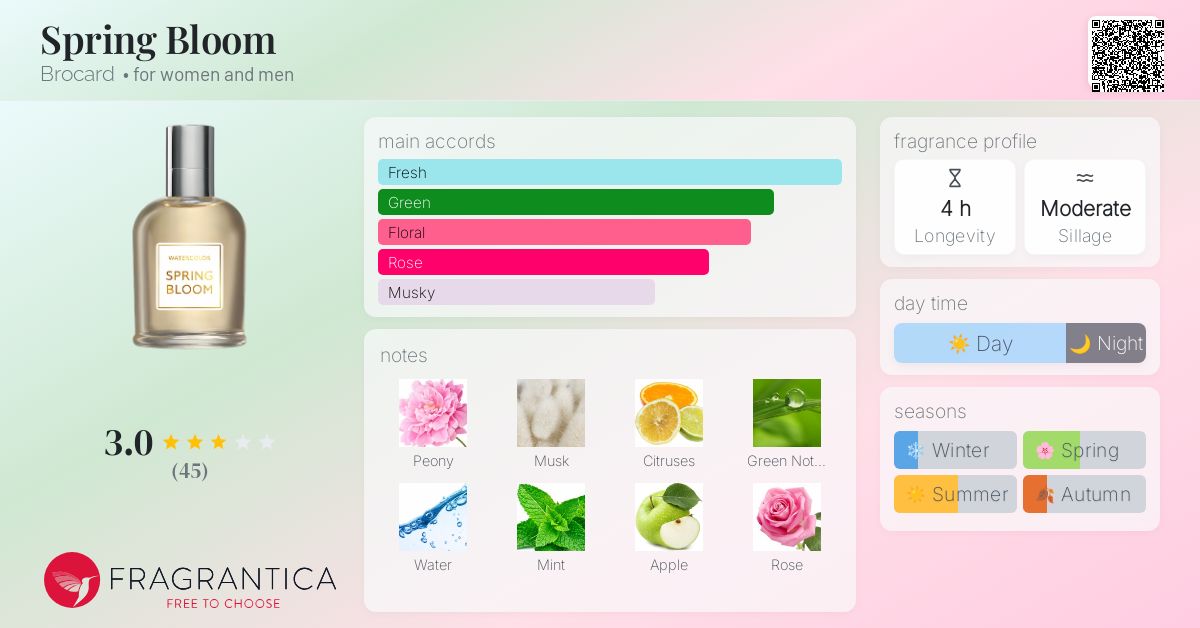 Spring Bloom
Brocard • for women and men
WATERCOLOR
SPRING
BLOOM
3.0
(45)
FRAGRANTICA
FREE TO CHOOSE
main accords
Fresh
Green
Floral
Rose
Musky
notes
Peony
Musk
Citruses
Green Not...
Water
Mint
Apple
Rose
fragrance profile
4 h
Moderate
Longevity
Sillage
day time
Day
Night
seasons
Winter
Spring
Summer
Autumn